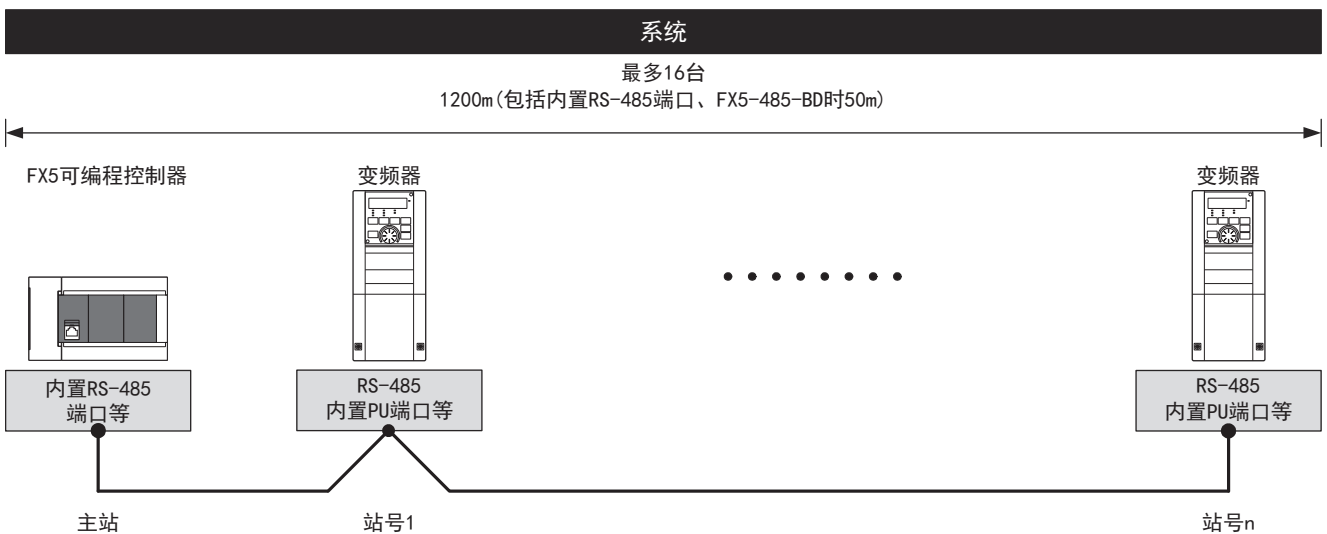 系统
最多16台
1200m(包括内置RS-485端口、FX5-485-BD时50m)
FX5可编程控制器
变频器
变频器
内置RS-485
端口等
RS-485
内置PU端口等
RS-485
内置PU端口等
主站
站号1
站号n